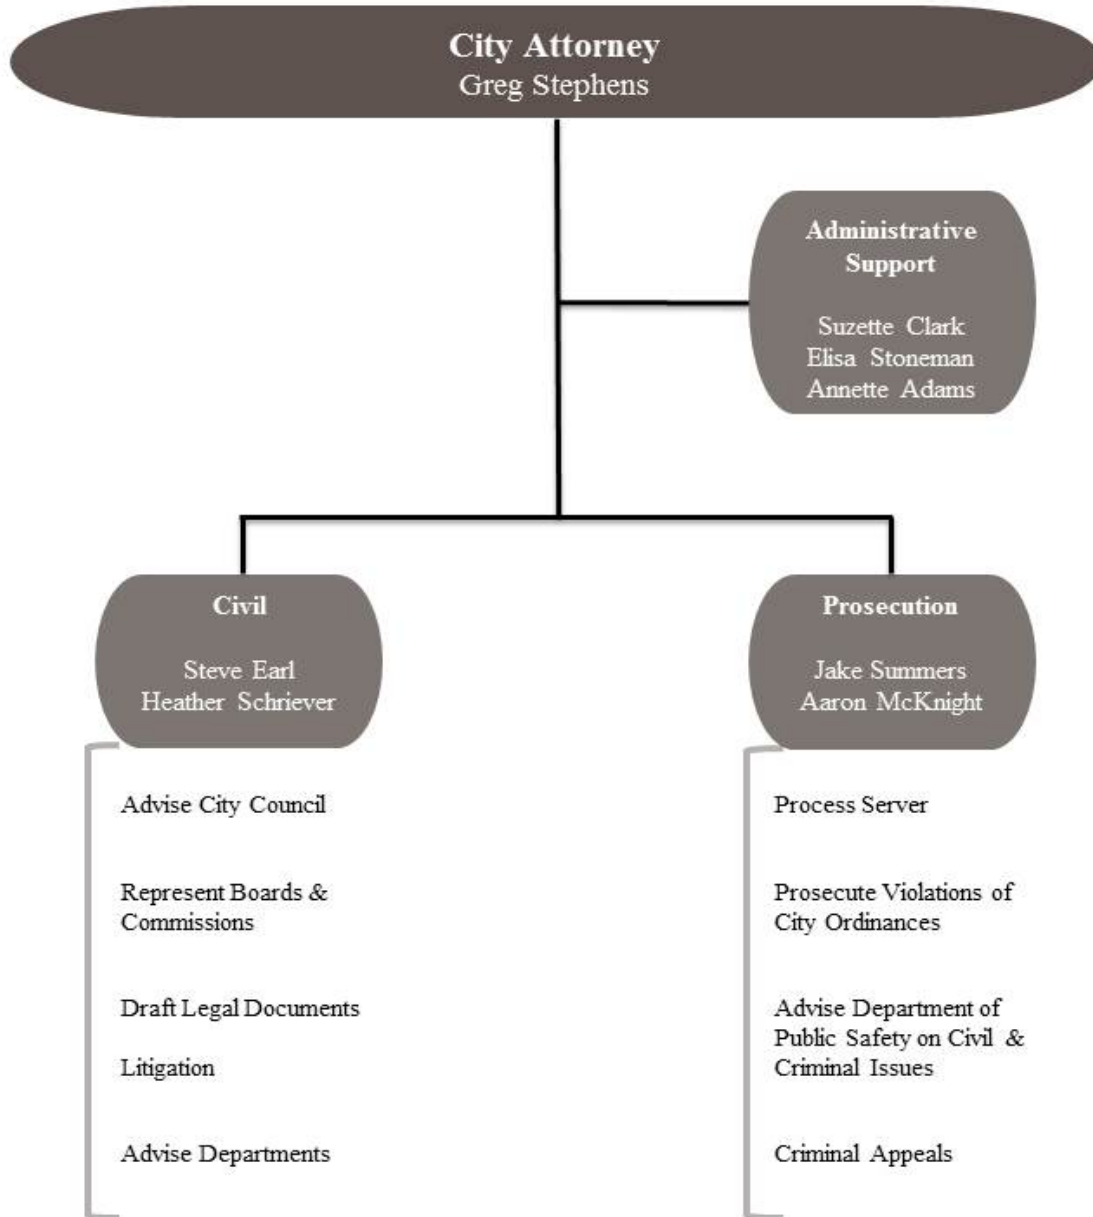 City Attorney
Greg Stephens
Administrative
Support
Suzette Clark
Elisa Stoneman
Annette Adams
Civil
Steve Earl
Heather Schriever
Advise City Council
Represent Boards &
Commissions
Draft Legal Documents
Litigation
Advise Departments
Prosecution
Jake Summers
Aaron McKnight
Process Server
Prosecute Violations of
City Ordinances
Advise Department of
Public Safety on Civil &
Criminal Issues
Criminal Appeals